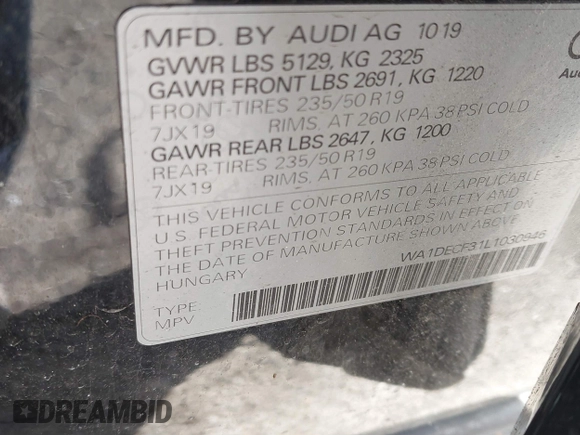 MFD. BY AUDI AG 10 19
GVWR LBS 5129, KG 2325
GAWR FRONT LBS 2691, KG 1220
FRONT-TIRES 235/50 R19
7JX19 RIMS, AT 260 KPA 38 PSI COLD
GAWR REAR LBS 2647, KG 1200
REAR-TIRES 235/50 R19
7JX19 RIMS, AT 260 KPA 38 PSI COLD
THIS VEHICLE CONFORMS TO ALL APPLICABLE
U.S. FEDERAL MOTOR VEHICLE SAFETY AND
THEFT PREVENTION STANDARDS IN EFFECT ON
THE DATE OF MANUFACTURE SHOWN ABOVE
HUNGARY
WA1DECF31L1030946
TYPE:
MPV
DREAMBID